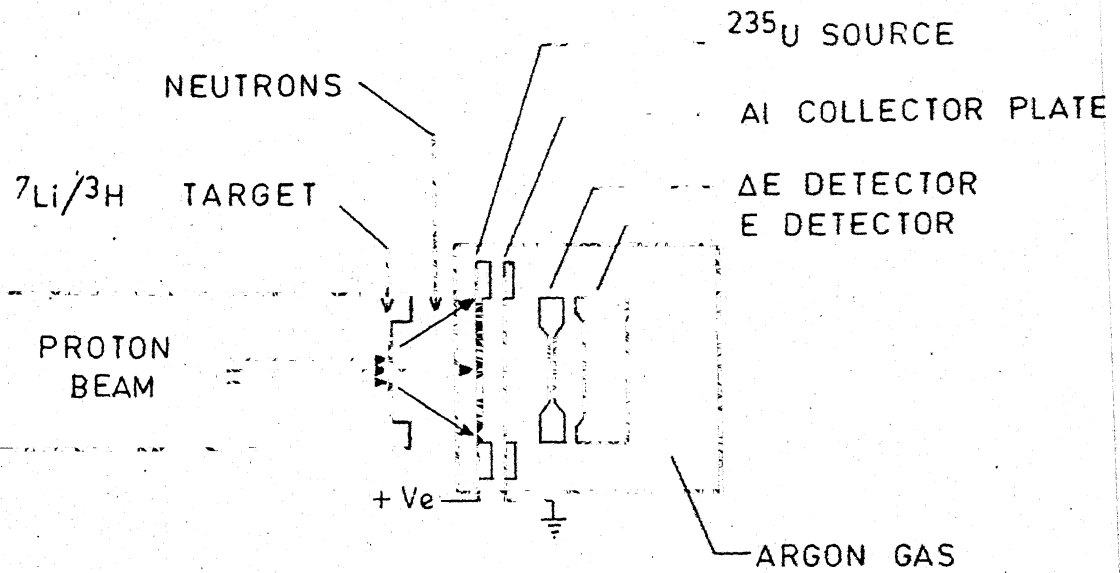 ²³⁵U SOURCE
NEUTRONS
Al COLLECTOR PLATE
⁷Li/³H TARGET
ΔE DETECTOR
E DETECTOR
PROTON
BEAM
+ Ve
ARGON GAS